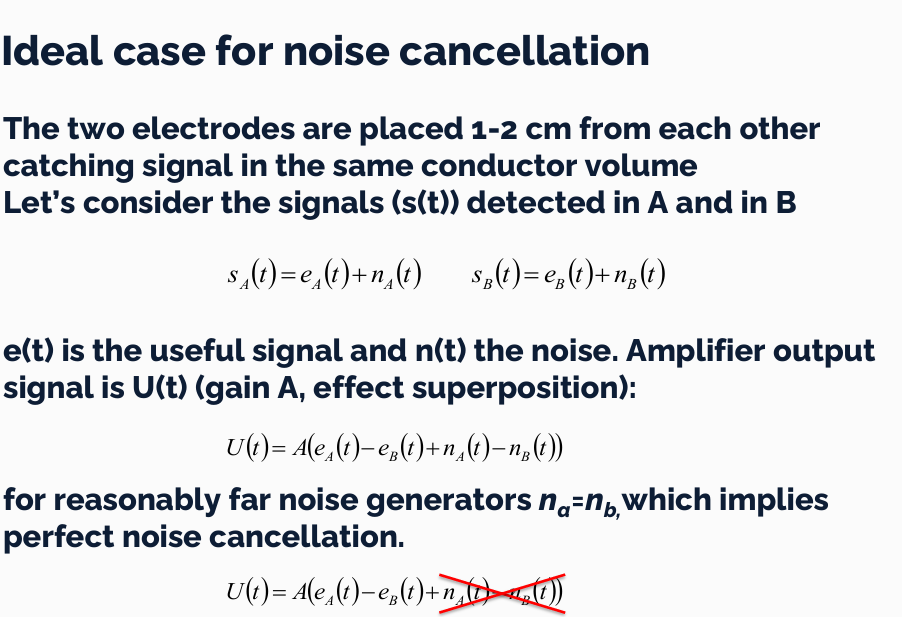 Ideal case for noise cancellation
The two electrodes are placed 1-2 cm from each other
catching signal in the same conductor volume
Let's consider the signals (s(t)) detected in A and in B
s_A(t)=e_A(t)+n_A(t) s_B(t)=e_B(t)+n_B(t)
e(t) is the useful signal and n(t) the noise. Amplifier output
signal is U(t) (gain A, effect superposition):
U(t)= A(e_A(t)−e_B(t)+n_A(t)−n_B(t))
for reasonably far noise generators n_a=n_b, which implies
perfect noise cancellation.
U(t)= A(e_A(t)−e_B(t)+n_A(t)−n_B(t))